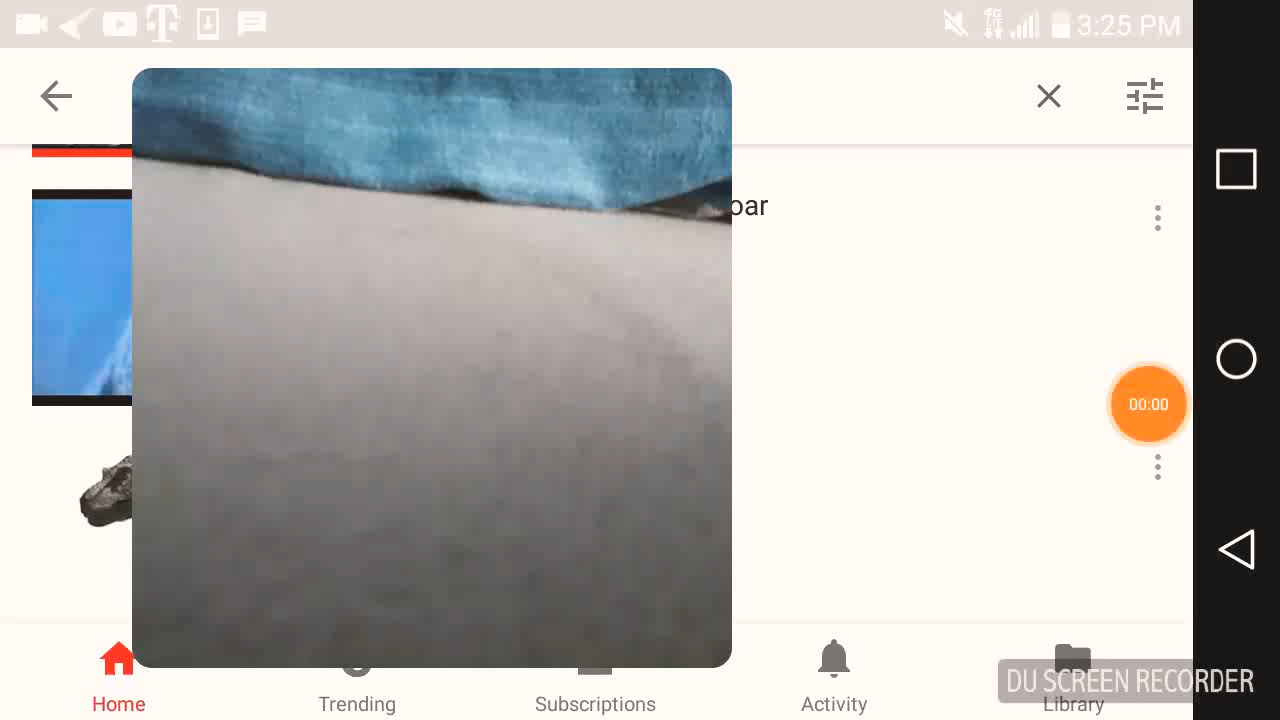 3:25 PM
oar
00:00
Home
Trending
Subscriptions
Activity
Library
DU SCREEN RECORDER